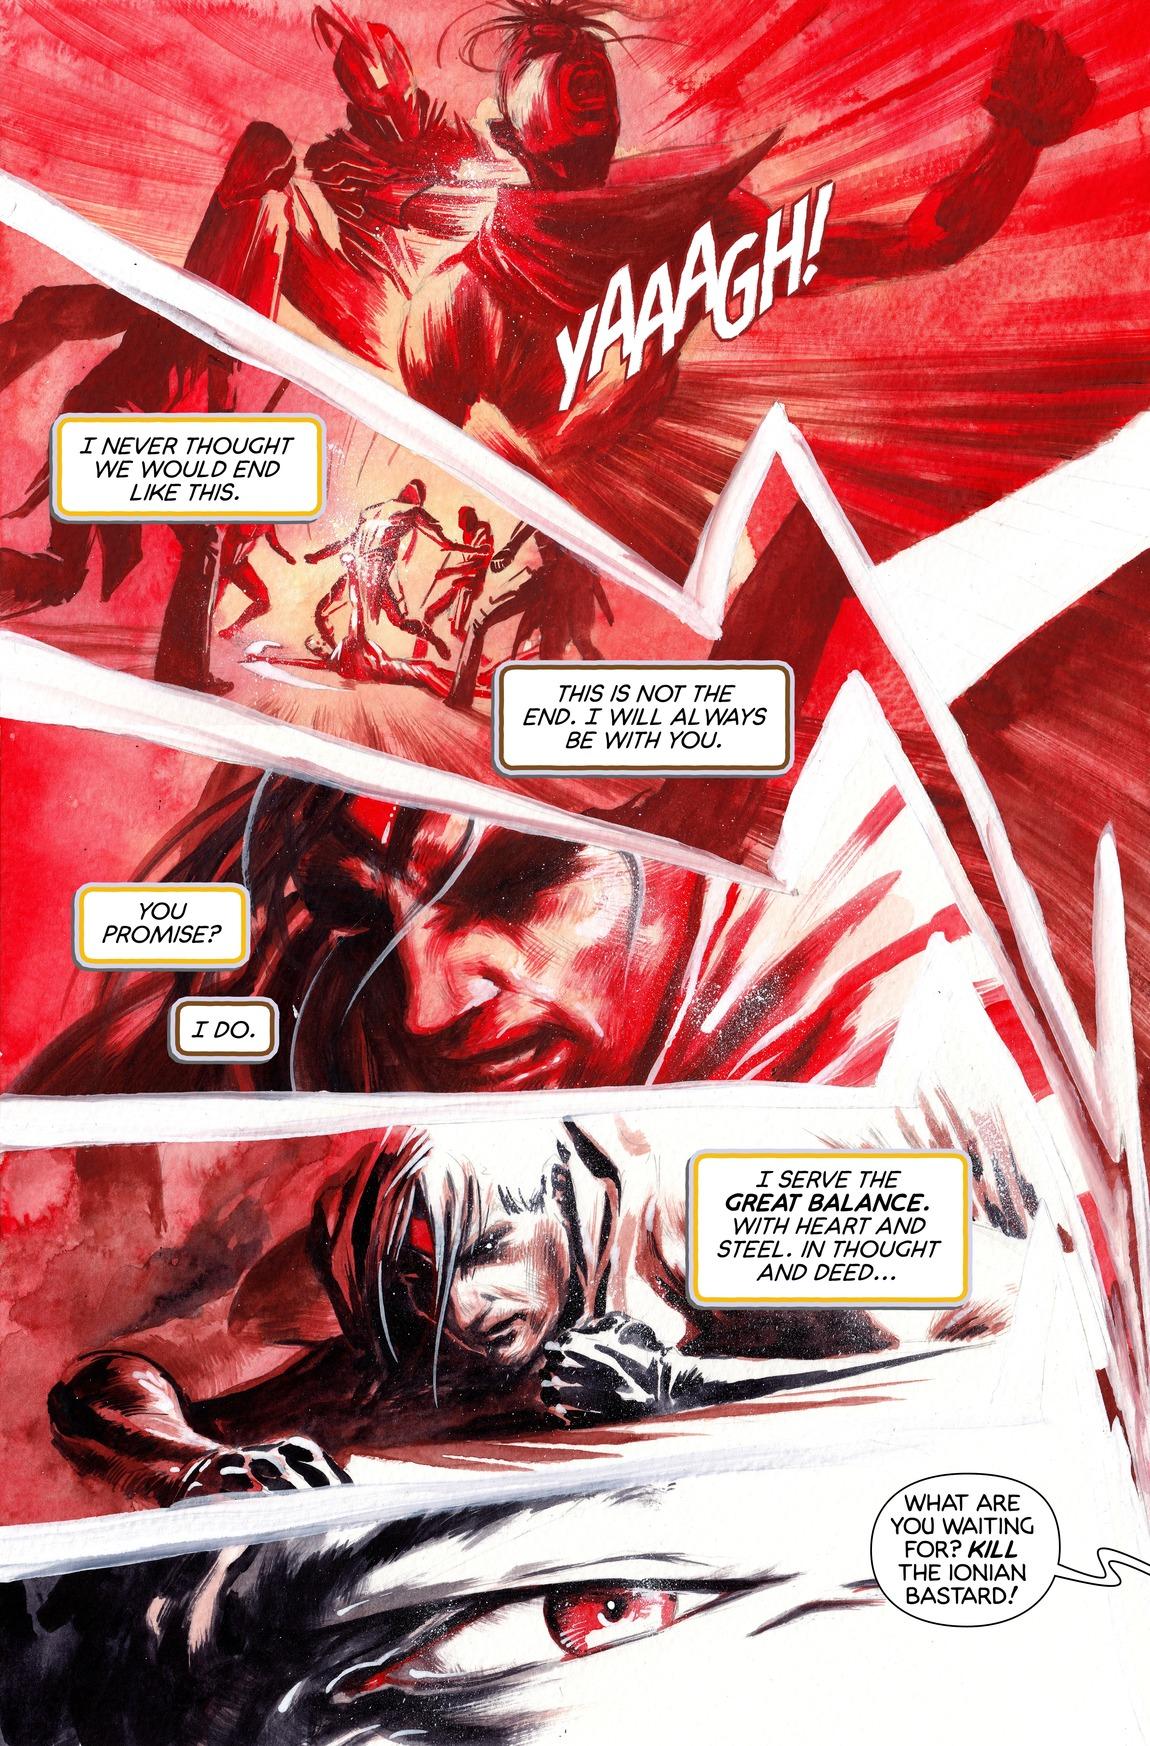 YAAAGH!
I NEVER THOUGHT
WE WOULD END
LIKE THIS.
THIS IS NOT THE
END. I WILL ALWAYS
BE WITH YOU.
YOU
PROMISE?
I DO.
I SERVE THE
GREAT BALANCE.
WITH HEART AND
STEEL. IN THOUGHT
AND DEED...
WHAT ARE
YOU WAITING
FOR? KILL
THE IONIAN
BASTARD!